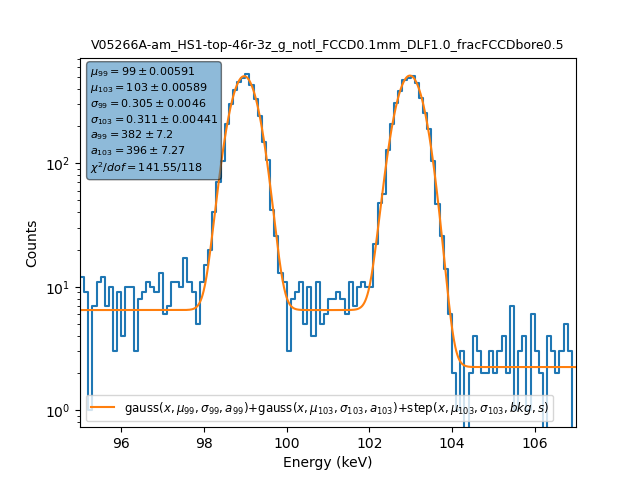 V05266A-am_HS1-top-46r-3z_g_notl_FCCD0.1mm_DLF1.0_fracFCCDbore0.5
μ99 = 99 ± 0.00591
μ103 = 103 ± 0.00589
σ99 = 0.305 ± 0.0046
σ103 = 0.311 ± 0.00441
a99 = 382 ± 7.2
a103 = 396 ± 7.27
χ²/dof = 141.55/118
10²
10¹
10⁰
Counts
gauss(x, μ99, σ99, a99)+gauss(x, μ103, σ103, a103)+step(x, μ103, σ103, bkg, s)
96 98 100 102 104 106
Energy (keV)